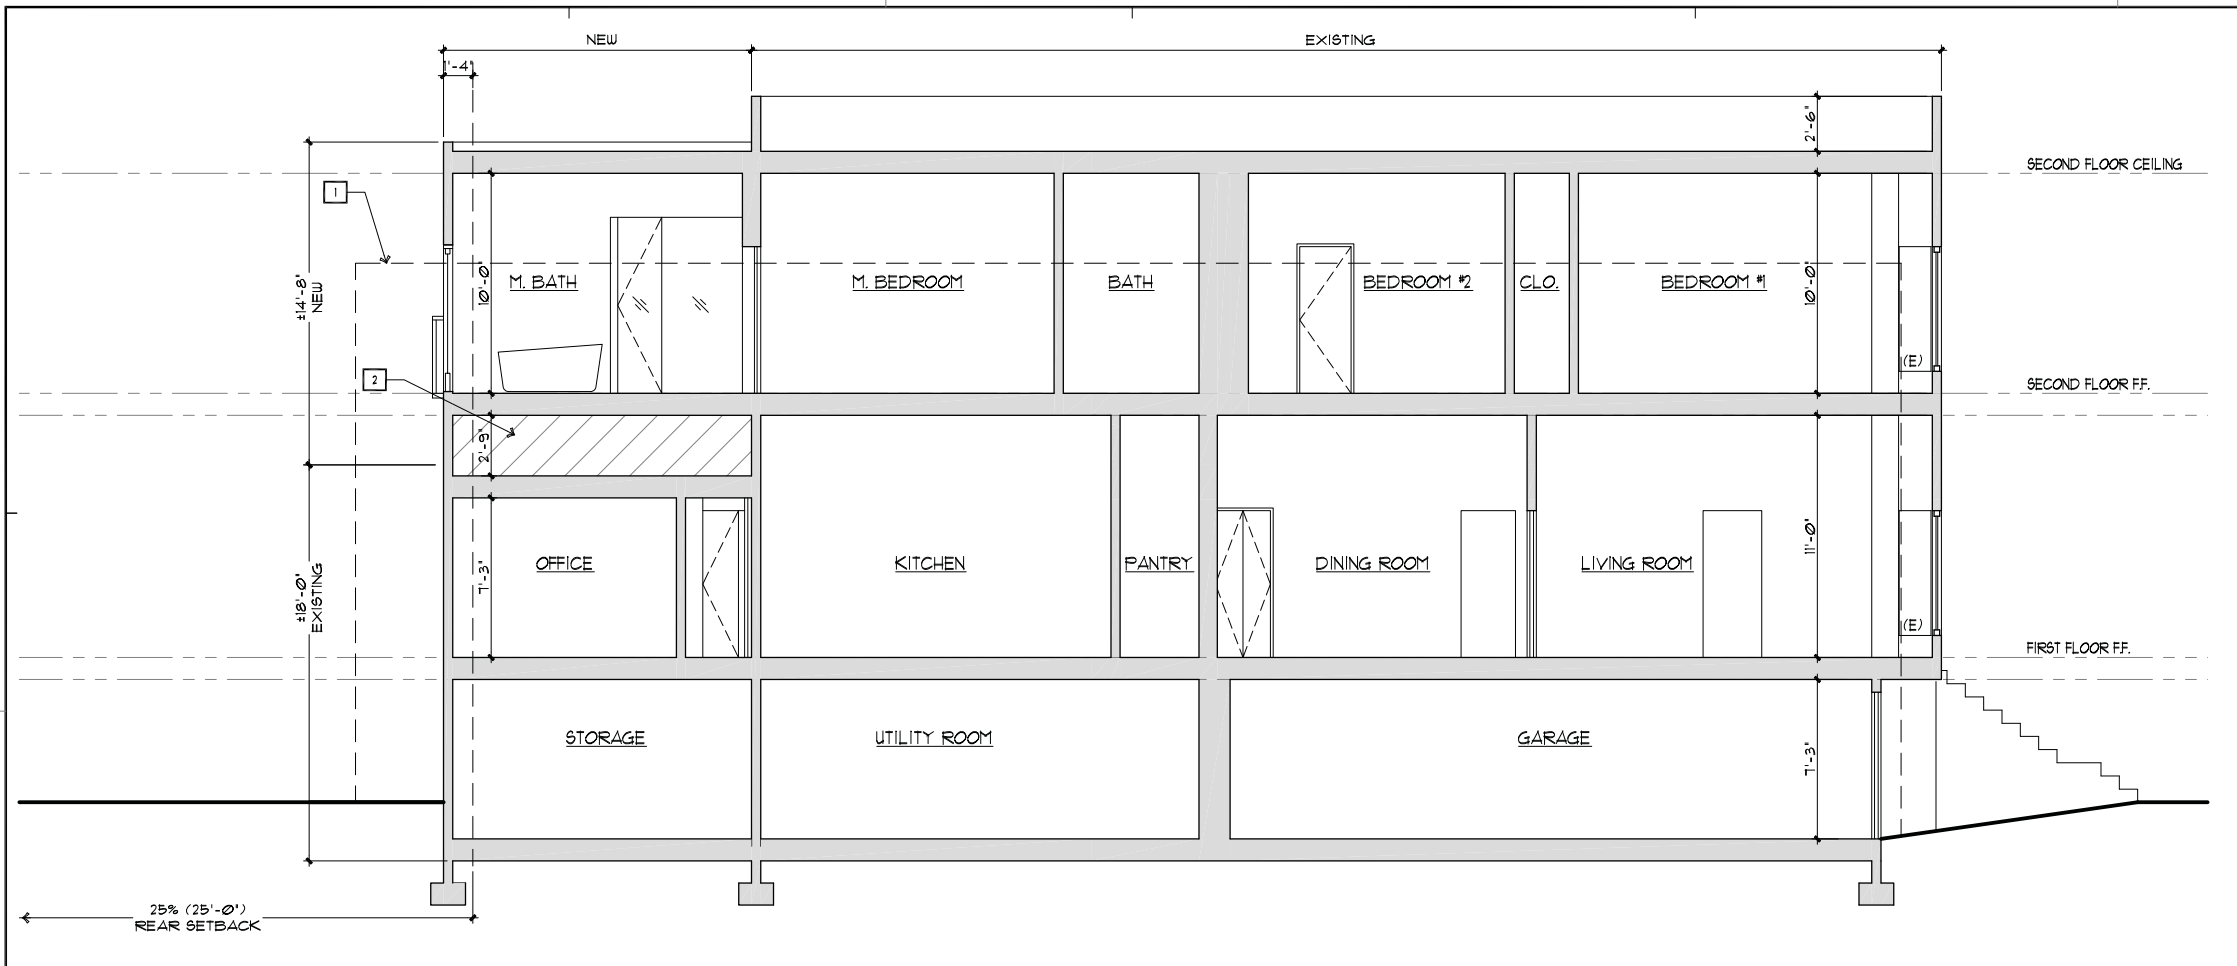 NEW
EXISTING
1'-4"
2'-6"
SECOND FLOOR CEILING
1
±14'-8"
NEW
10'-0"
M. BATH
M. BEDROOM
BATH
BEDROOM #2
CLO.
BEDROOM #1
10'-0"
(E)
2
SECOND FLOOR F.F.
2'-9"
±18'-0"
EXISTING
7'-3"
OFFICE
KITCHEN
PANTRY
DINING ROOM
LIVING ROOM
11'-0"
(E)
FIRST FLOOR F.F.
STORAGE
UTILITY ROOM
GARAGE
7'-3"
25% (25'-0")
REAR SETBACK